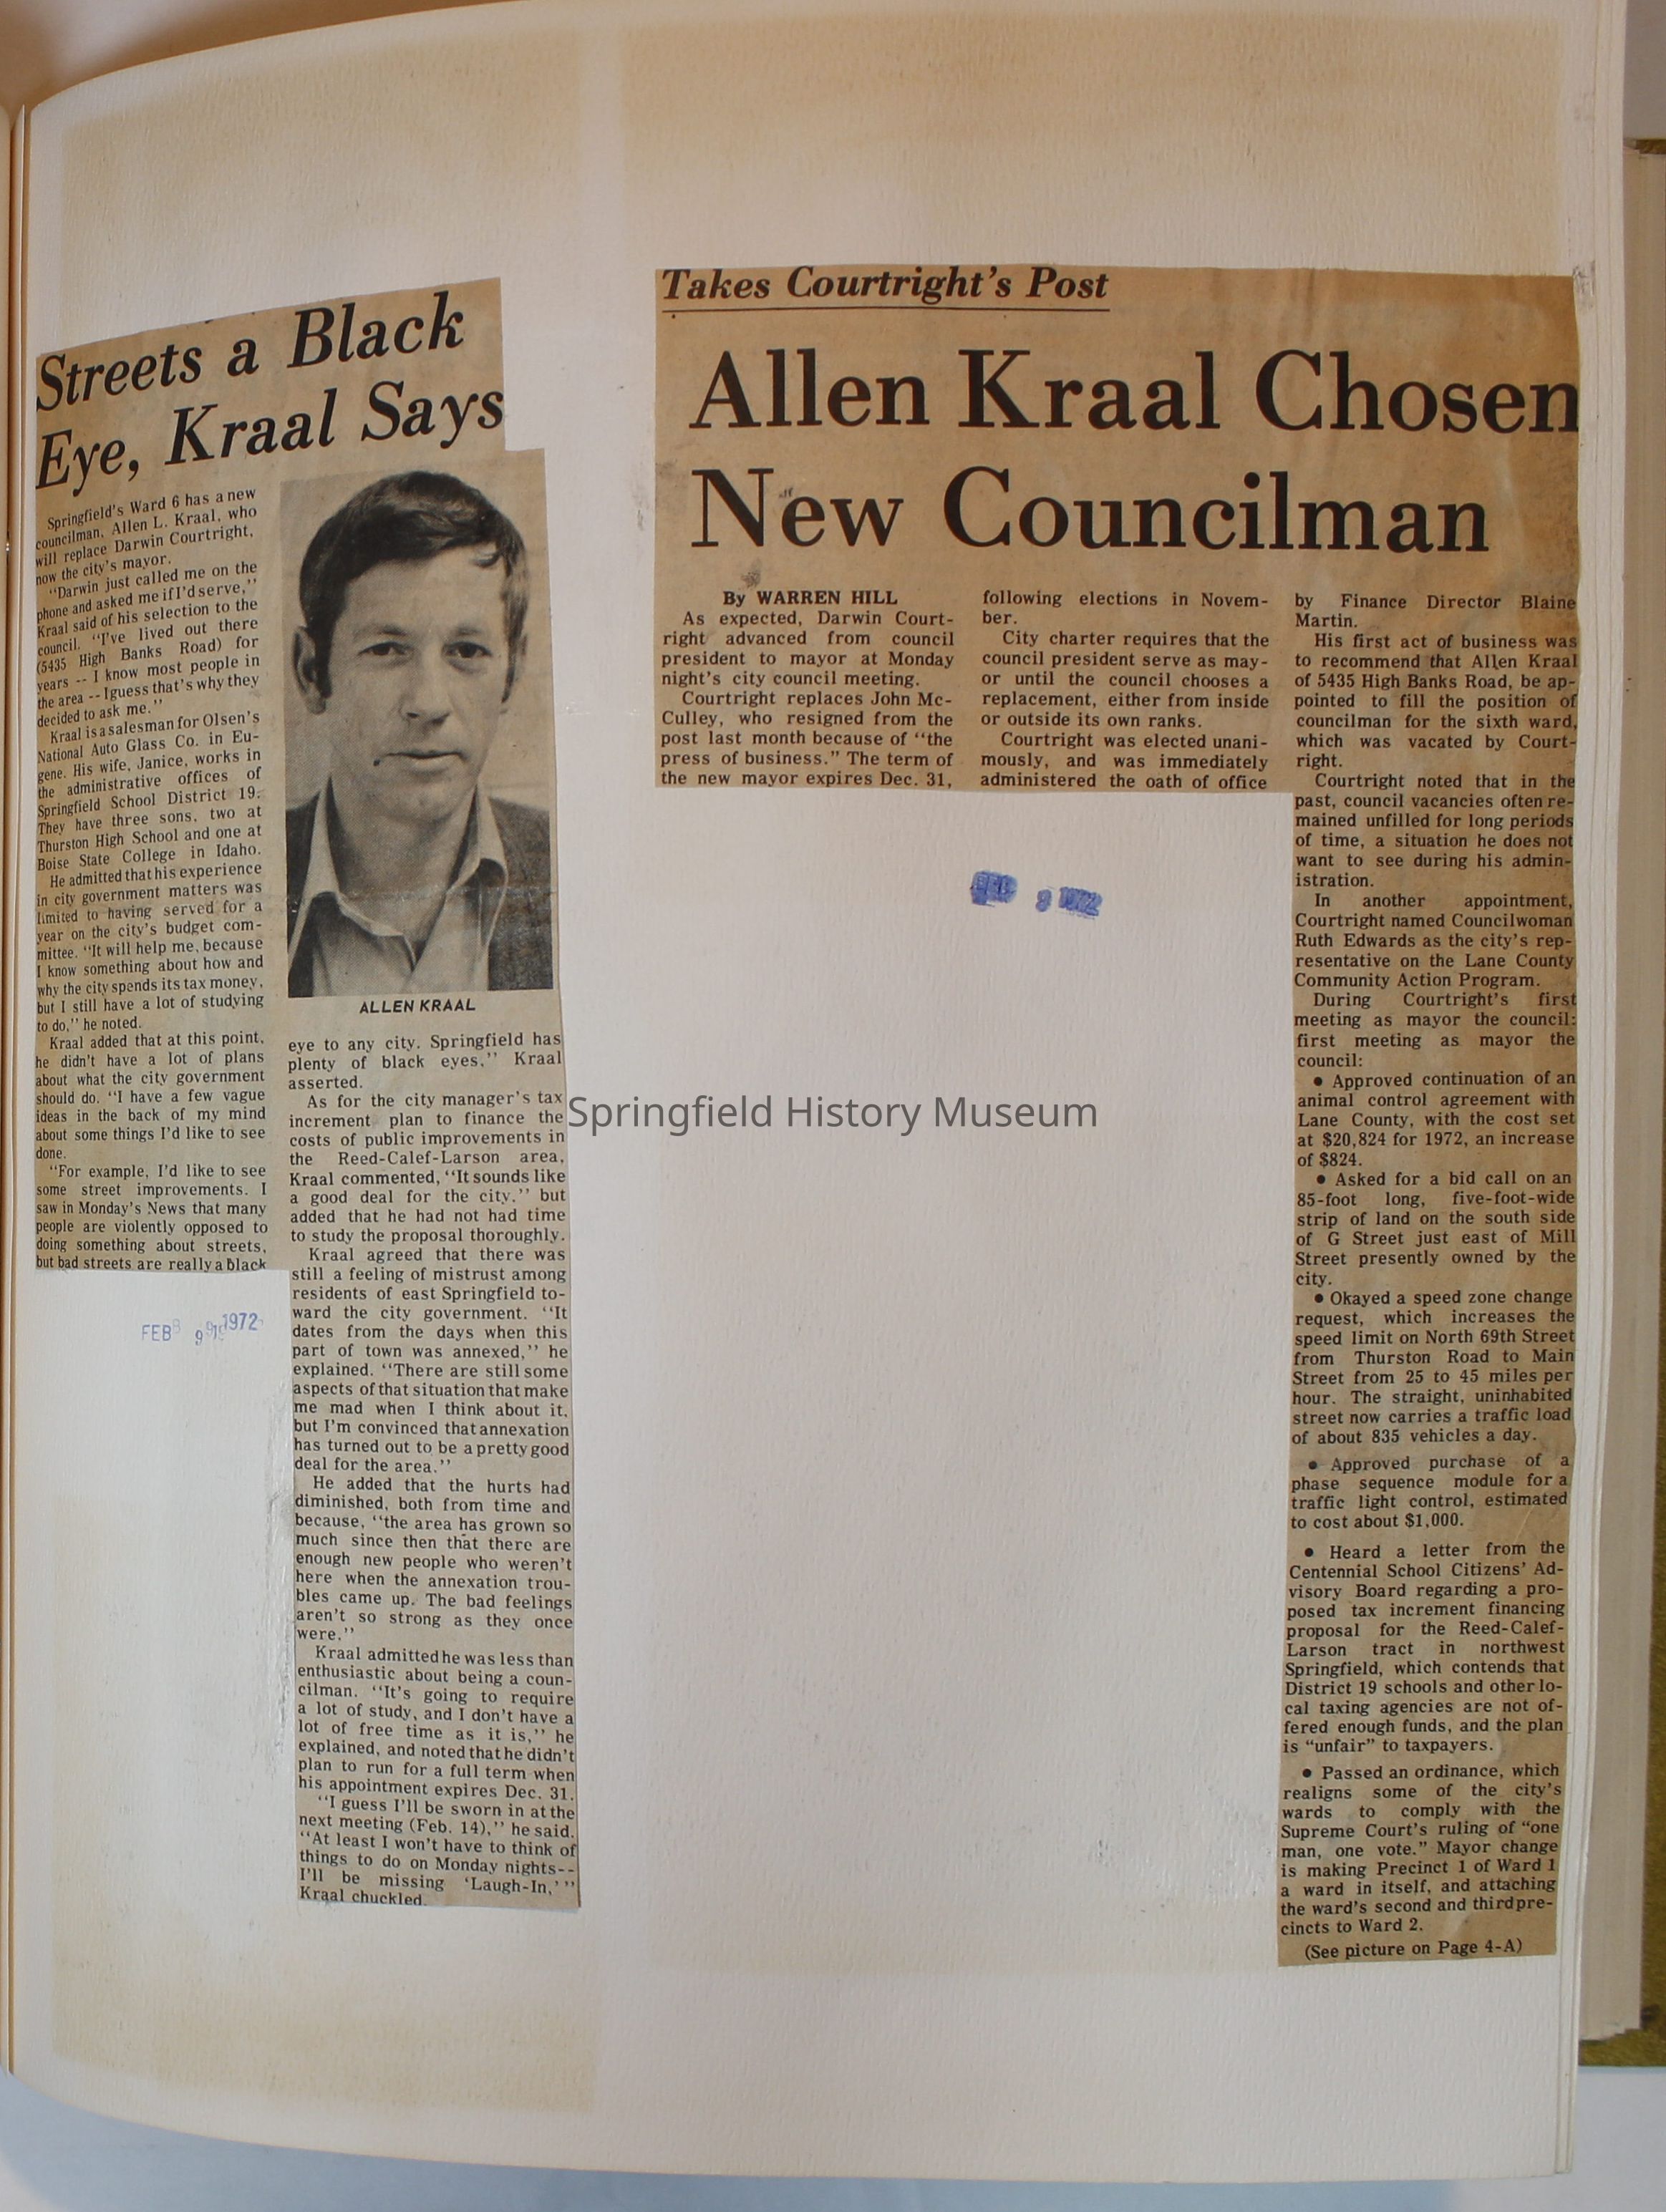 Streets a Black
Eye, Kraal Says
Springfield's Ward 6 has a new
councilman, Allen L. Kraal, who
will replace Darwin Courtright,
now the city's mayor.
"Darwin just called me on the
phone and asked me if I'd serve,"
Kraal said of his selection to the
council. "I've lived out there
(5435 High Banks Road) for
years -- I know most people in
the area -- I guess that's why they
decided to ask me."
Kraal is a salesman for Olsen's
National Auto Glass Co. in Eu-
gene. His wife, Janice, works in
the administrative offices of
Springfield School District 19.
They have three sons, two at
Thurston High School and one at
Boise State College in Idaho.
He admitted that his experience
in city government matters was
limited to having served for a
year on the city's budget com-
mittee. "It will help me, because
I know something about how and
why the city spends its tax money,
but I still have a lot of studying
to do," he noted.
Kraal added that at this point,
he didn't have a lot of plans
about what the city government
should do. "I have a few vague
ideas in the back of my mind
about some things I'd like to see
done.
"For example, I'd like to see
some street improvements. I
saw in Monday's News that many
people are violently opposed to
doing something about streets,
but bad streets are really a black
FEB 9 1972
ALLEN KRAAL
eye to any city. Springfield has
plenty of black eyes," Kraal
asserted.
As for the city manager's tax
increment plan to finance the
costs of public improvements in
the Reed-Calef-Larson area,
Kraal commented, "It sounds like
a good deal for the city," but
added that he had not had time
to study the proposal thoroughly.
Kraal agreed that there was
still a feeling of mistrust among
residents of east Springfield to-
ward the city government. "It
dates from the days when this
part of town was annexed," he
explained. "There are still some
aspects of that situation that make
me mad when I think about it,
but I'm convinced that annexation
has turned out to be a pretty good
deal for the area."
He added that the hurts had
diminished, both from time and
because, "the area has grown so
much since then that there are
enough new people who weren't
here when the annexation trou-
bles came up. The bad feelings
aren't so strong as they once
were."
Kraal admitted he was less than
enthusiastic about being a coun-
cilman. "It's going to require
a lot of study, and I don't have a
lot of free time as it is," he
explained, and noted that he didn't
plan to run for a full term when
his appointment expires Dec. 31.
"I guess I'll be sworn in at the
next meeting (Feb. 14)," he said.
"At least I won't have to think of
things to do on Monday nights--
I'll be missing 'Laugh-In,'"
Kraal chuckled.
Takes Courtright's Post
Allen Kraal Chosen
New Councilman
By WARREN HILL
As expected, Darwin Court-
right advanced from council
president to mayor at Monday
night's city council meeting.
Courtright replaces John Mc-
Culley, who resigned from the
post last month because of "the
press of business." The term of
the new mayor expires Dec. 31,
following elections in Novem-
ber.
City charter requires that the
council president serve as may-
or until the council chooses a
replacement, either from inside
or outside its own ranks.
Courtright was elected unani-
mously, and was immediately
administered the oath of office
by Finance Director Blaine
Martin.
His first act of business was
to recommend that Allen Kraal
of 5435 High Banks Road, be ap-
pointed to fill the position of
councilman for the sixth ward,
which was vacated by Court-
right.
Courtright noted that in the
past, council vacancies often re-
mained unfilled for long periods
of time, a situation he does not
want to see during his admin-
istration.
In another appointment,
Courtright named Councilwoman
Ruth Edwards as the city's rep-
resentative on the Lane County
Community Action Program.
During Courtright's first
meeting as mayor the council:
first meeting as mayor the
council:
• Approved continuation of an
animal control agreement with
Lane County, with the cost set
at $20,824 for 1972, an increase
of $824.
• Asked for a bid call on an
85-foot long, five-foot-wide
strip of land on the south side
of G Street just east of Mill
Street presently owned by the
city.
• Okayed a speed zone change
request, which increases the
speed limit on North 69th Street
from Thurston Road to Main
Street from 25 to 45 miles per
hour. The straight, uninhabited
street now carries a traffic load
of about 835 vehicles a day.
• Approved purchase of a
phase sequence module for a
traffic light control, estimated
to cost about $1,000.
• Heard a letter from the
Centennial School Citizens' Ad-
visory Board regarding a pro-
posed tax increment financing
proposal for the Reed-Calef-
Larson tract in northwest
Springfield, which contends that
District 19 schools and other lo-
cal taxing agencies are not of-
fered enough funds, and the plan
is "unfair" to taxpayers.
• Passed an ordinance, which
realigns some of the city's
wards to comply with the
Supreme Court's ruling of "one
man, one vote." Mayor change
is making Precinct 1 of Ward 1
a ward in itself, and attaching
the ward's second and third pre-
cincts to Ward 2.
(See picture on Page 4-A)
9 1972
Springfield History Museum